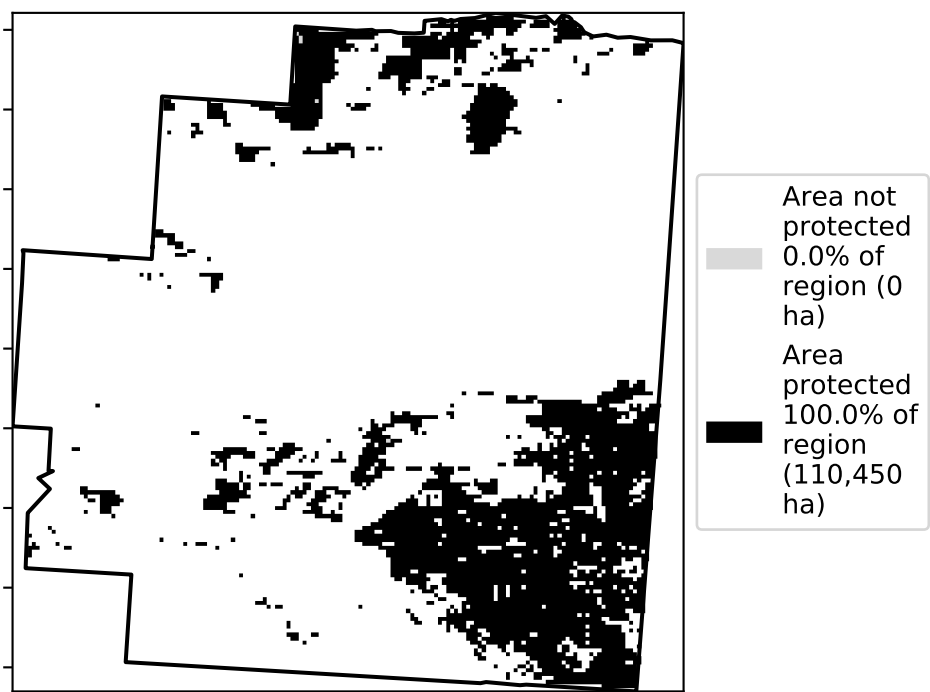 Area not
protected
0.0% of
region (0
ha)
Area
protected
100.0% of
region
(110,450
ha)